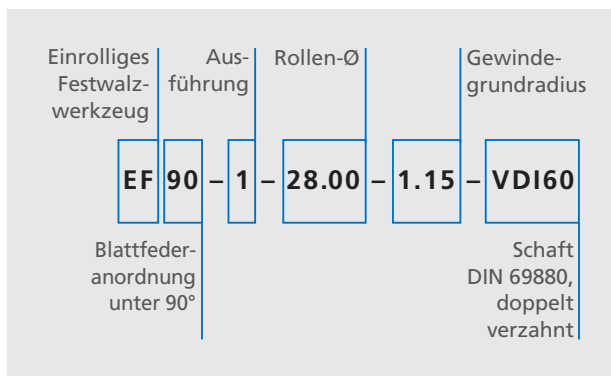 Einrolliges
Festwalz-
werkzeug
Aus-
führung
Rollen-Ø
Gewinde-
grundradius
EF 90 – 1 – 28.00 – 1.15 – VDI60
Blattfeder-
anordnung
unter 90°
Schaft
DIN 69880,
doppelt
verzahnt